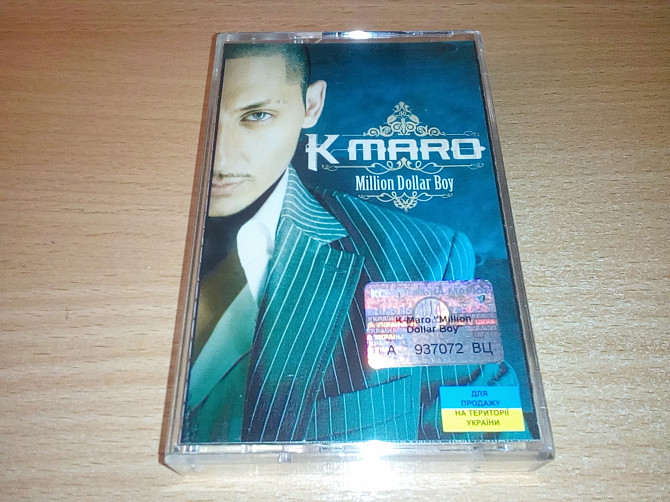 K MARO
Million Dollar Boy
K-Maro "Million
Dollar Boy"
А 937072 ВЦ
ДЛЯ
ПРОДАЖУ
НА ТЕРИТОРІЇ
УКРАЇНИ